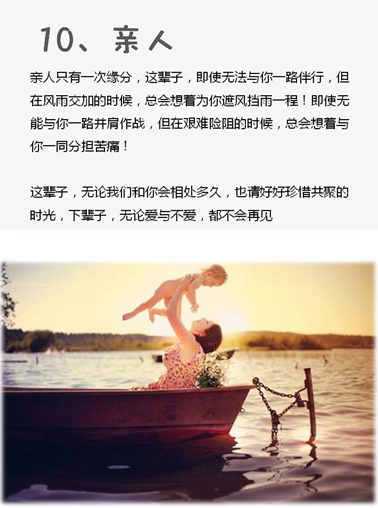 10、亲人
亲人只有一次缘分，这辈子，即使无法与你一路伴行，但
在风雨交加的时候，总会想着为你遮风挡雨一程！即使无
能与你一路并肩作战，但在艰难险阻的时候，总会想着与
你一同分担苦痛！
这辈子，无论我们和你会相处多久，也请好好珍惜共聚的
时光，下辈子，无论爱与不爱，都不会再见